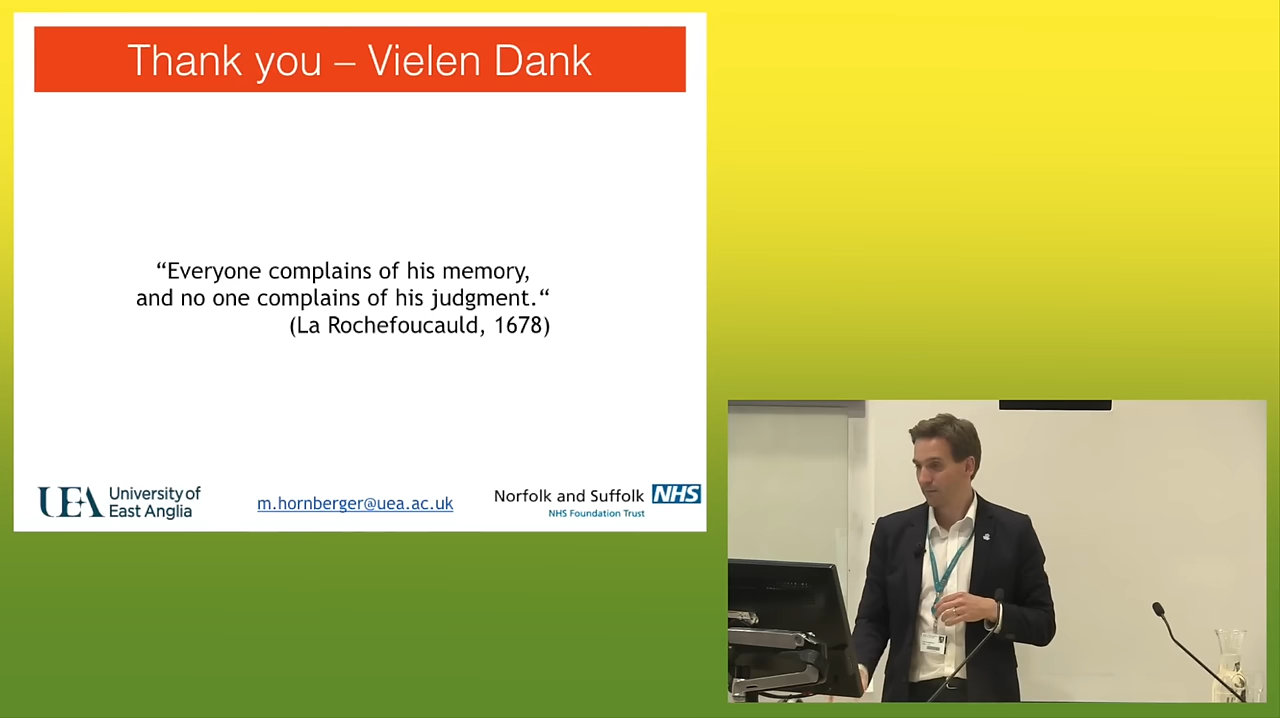 Thank you – Vielen Dank
“Everyone complains of his memory,
and no one complains of his judgment.“
(La Rochefoucauld, 1678)
UEA University of
East Anglia
m.hornberger@uea.ac.uk
Norfolk and Suffolk NHS
NHS Foundation Trust